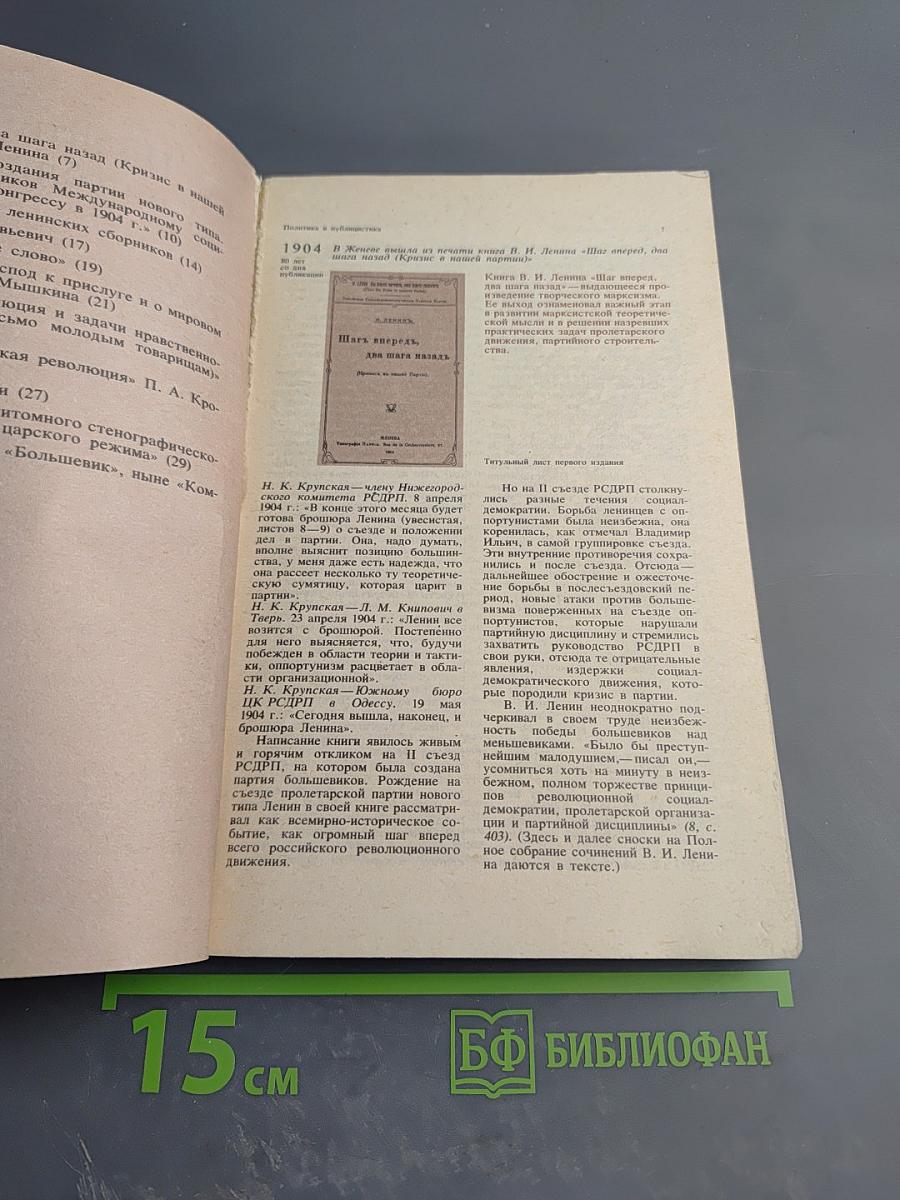 а шага назад (Кризис в нашей
Ленина (7)
оздания партии нового типа.
иков Международному соци-
онгрессу в 1904 г.» (10)
ленинских сборников (14)
вьевич (17)
е слово» (19)
спод к прислуге и о мировом
Мышкина (21)
люция и задачи нравственно-
сьмо молодым товарищам)»
кая революция» П. А. Кро-
и (27)
итомного стенографическо-
царского режима» (29)
«Большевик», ныне «Ком-
Политика и публицистика
7
1904
80 лет
со дня
публикации
В Женеве вышла из печати книга В. И. Ленина «Шаг вперед, два
шага назад (Кризис в нашей партии)»
Н. ЛЕНИНЪ.
Шагъ впередъ,
два шага назадъ
(Кризисъ въ нашей Партіи).
ЖЕНЕВА
1904
Книга В. И. Ленина «Шаг вперед,
два шага назад» — выдающееся про-
изведение творческого марксизма.
Ее выход ознаменовал важный этап
в развитии марксистской теоретиче-
ской мысли и в решении назревших
практических задач пролетарского
движения, партийного строитель-
ства.
Титульный лист первого издания
Н. К. Крупская — члену Нижегород-
ского комитета РСДРП. 8 апреля
1904 г.: «В конце этого месяца будет
готова брошюра Ленина (увесистая,
листов 8—9) о съезде и положении
дел в партии. Она, надо думать,
вполне выяснит позицию большин-
ства, у меня даже есть надежда, что
она рассеет несколько ту теоретиче-
скую сумятицу, которая царит в
партии».
Н. К. Крупская — Л. М. Книпович в
Тверь. 23 апреля 1904 г.: «Ленин все
возится с брошюрой. Постепенно
для него выясняется, что, будучи
побежден в области теории и такти-
ки, оппортунизм расцветает в обла-
сти организационной».
Н. К. Крупская — Южному бюро
ЦК РСДРП в Одессу. 19 мая
1904 г.: «Сегодня вышла, наконец, и
брошюра Ленина».
Написание книги явилось живым
и горячим откликом на II съезд
РСДРП, на котором была создана
партия большевиков. Рождение на
съезде пролетарской партии нового
типа Ленин в своей книге рассматри-
вал как всемирно-историческое со-
бытие, как огромный шаг вперед
всего российского революционного
движения.
Но на II съезде РСДРП столкну-
лись разные течения социал-
демократии. Борьба ленинцев с оп-
портунистами была неизбежна, она
коренилась, как отмечал Владимир
Ильич, в самой группировке съезда.
Эти внутренние противоречия сохра-
нились и после съезда. Отсюда —
дальнейшее обострение и ожесточе-
ние борьбы в послесъездовский пе-
риод, новые атаки против больше-
визма поверженных на съезде оп-
портунистов, которые нарушали
партийную дисциплину и стремились
захватить руководство РСДРП в
свои руки, отсюда те отрицательные
явления, издержки социал-
демократического движения, кото-
рые породили кризис в партии.
В. И. Ленин неоднократно под-
черкивал в своем труде неизбеж-
ность победы большевиков над
меньшевиками. «Было бы преступ-
нейшим малодушием, — писал он, —
усомниться хоть на минуту в неиз-
бежном, полном торжестве принци-
пов революционной социал-
демократии, пролетарской организа-
ции и партийной дисциплины» (8, с.
403). (Здесь и далее сноски на Пол-
ное собрание сочинений В. И. Лени-
на даются в тексте.)
15 см
БФ БИБЛИОФАН